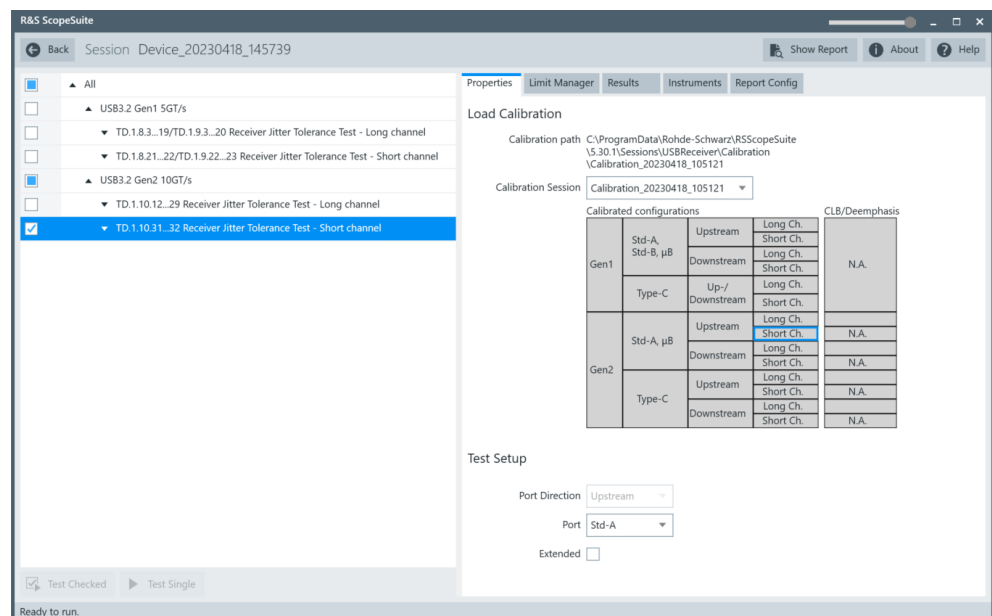 R&S ScopeSuite
Back Session Device_20230418_145739 Show Report About Help
All
USB3.2 Gen1 5GT/s
TD.1.8.3...19/TD.1.9.3...20 Receiver Jitter Tolerance Test - Long channel
TD.1.8.21...22/TD.1.9.22...23 Receiver Jitter Tolerance Test - Short channel
USB3.2 Gen2 10GT/s
TD.1.10.12...29 Receiver Jitter Tolerance Test - Long channel
TD.1.10.31...32 Receiver Jitter Tolerance Test - Short channel
Test Checked Test Single
Properties Limit Manager Results Instruments Report Config
Load Calibration
Calibration path C:\ProgramData\Rohde-Schwarz\RSScopeSuite
\5.30.1\Sessions\USBReceiver\Calibration
\Calibration_20230418_105121
Calibration Session Calibration_20230418_105121
Calibrated configurations CLB/Deemphasis
Gen1
Std-A,
Std-B, µB
Upstream
Long Ch.
Short Ch.
Downstream
Long Ch.
Short Ch.
N.A.
Type-C
Up-/
Downstream
Long Ch.
Short Ch.
Gen2
Std-A, µB
Upstream
Long Ch.
Short Ch. N.A.
Downstream
Long Ch.
Short Ch. N.A.
Type-C
Upstream
Long Ch.
Short Ch. N.A.
Downstream
Long Ch.
Short Ch. N.A.
Test Setup
Port Direction Upstream
Port Std-A
Extended
Ready to run.